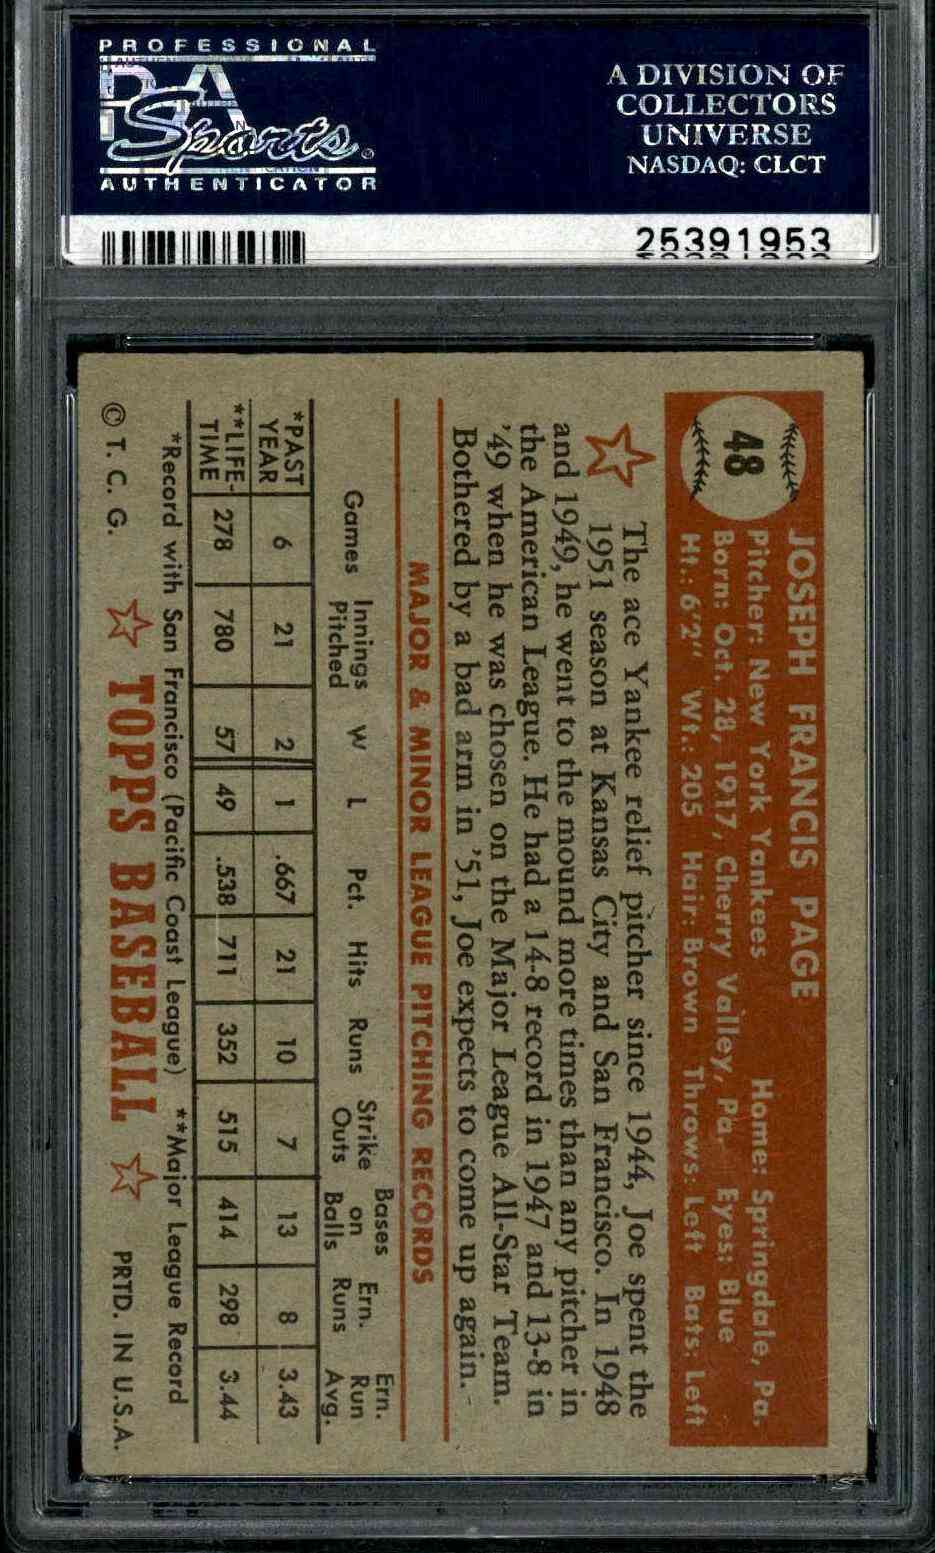 PROFESSIONAL
PSA
Sports
AUTHENTICATOR
A DIVISION OF
COLLECTORS
UNIVERSE
NASDAQ: CLCT
25391953
48
JOSEPH FRANCIS PAGE
Pitcher: New York Yankees Home: Springdale, Pa.
Born: Oct. 28, 1917, Cherry Valley, Pa. Eyes: Blue
Ht.: 6'2" Wt.: 205 Hair: Brown Throws: Left Bats: Left
The ace Yankee relief pitcher since 1944, Joe spent the
1951 season at Kansas City and San Francisco. In 1948
and 1949, he went to the mound more times than any pitcher in
the American League. He had a 14-8 record in 1947 and 13-8 in
'49 when he was chosen on the Major League All-Star Team.
Bothered by a bad arm in '51, Joe expects to come up again.
MAJOR & MINOR LEAGUE PITCHING RECORDS
Games Innings Pitched W L Pct. Hits Runs Strike Outs Bases on Balls Ern. Runs Ern. Run Avg.
*PAST YEAR 6 21 2 1 .667 21 10 7 13 8 3.43
**LIFE-TIME 278 780 57 49 .538 711 352 515 414 298 3.44
*Record with San Francisco (Pacific Coast League) **Major League Record
© T. C. G. TOPPS BASEBALL PRTD. IN U.S.A.